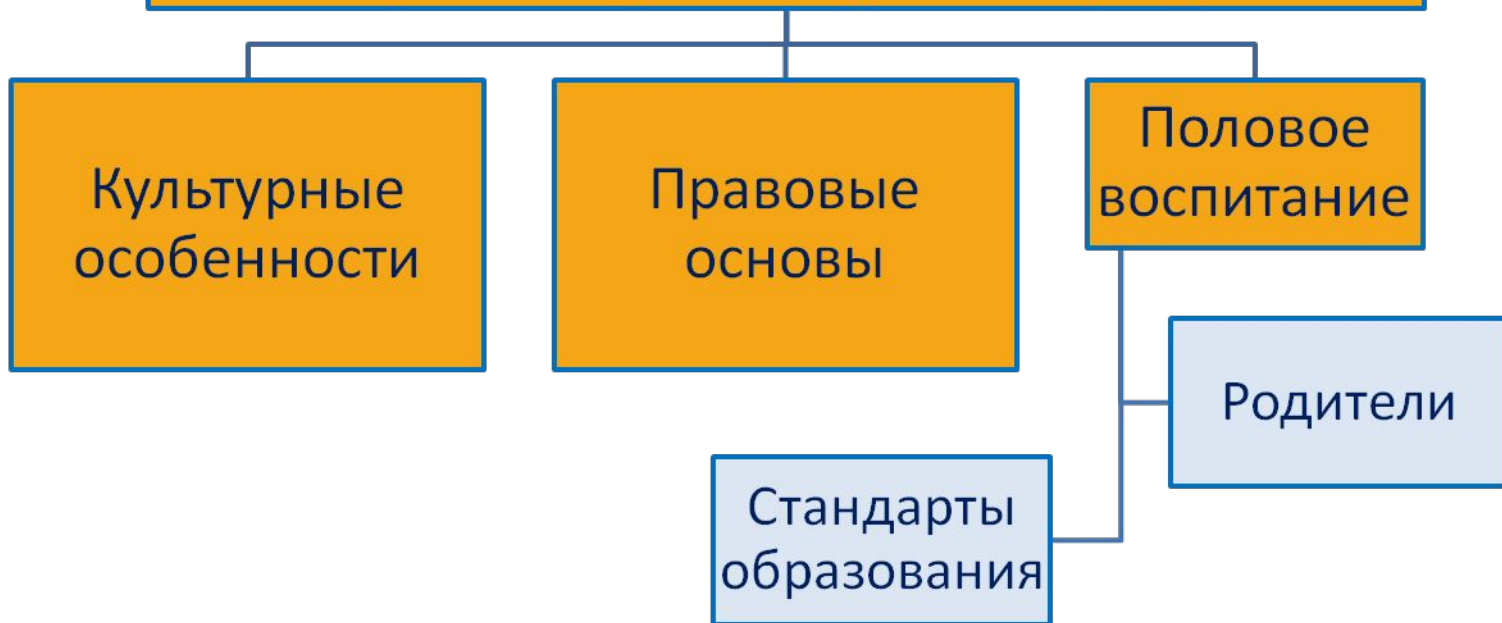 Культурные
особенности
Правовые
основы
Половое
воспитание
Родители
Стандарты
образования